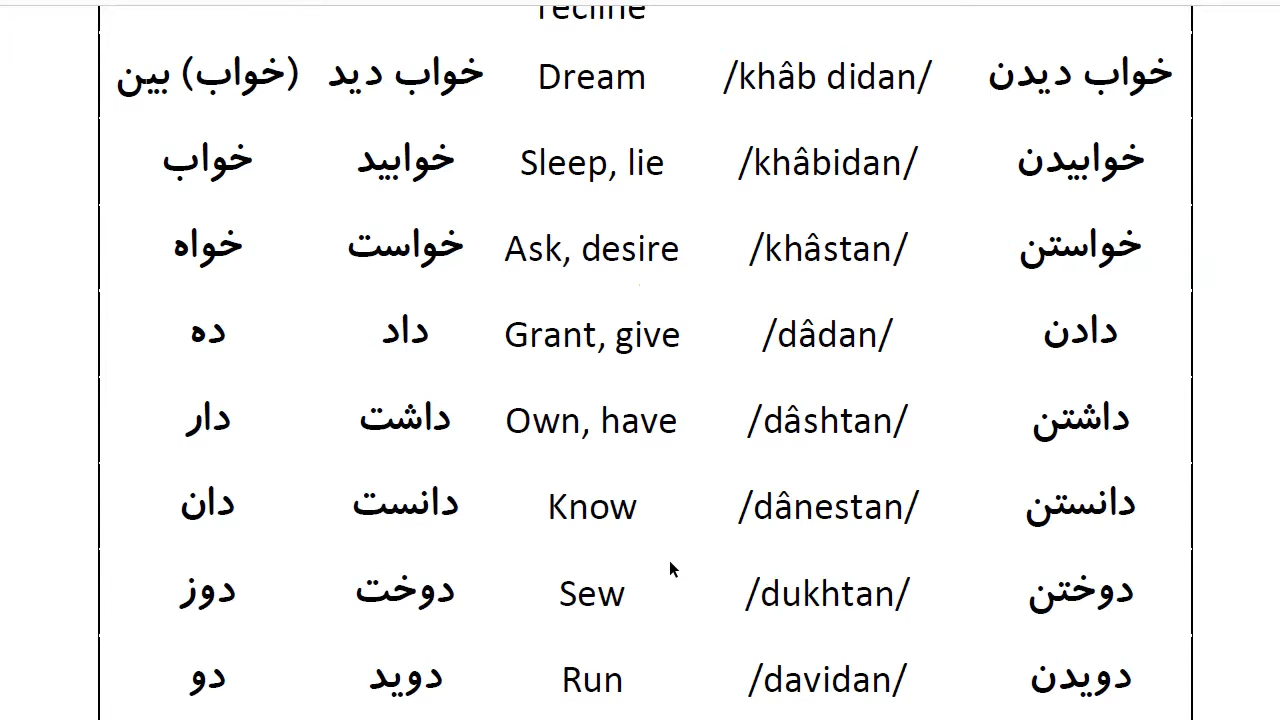 recline
خواب دیدن /khâb didan/ Dream خواب دید (خواب) بین
خوابیدن /khâbidan/ Sleep, lie خوابید خواب
خواستن /khâstan/ Ask, desire خواست خواه
دادن /dâdan/ Grant, give داد ده
داشتن /dâshtan/ Own, have داشت دار
دانستن /dânestan/ Know دانست دان
دوختن /dukhtan/ Sew دوخت دوز
دویدن /davidan/ Run دوید دو